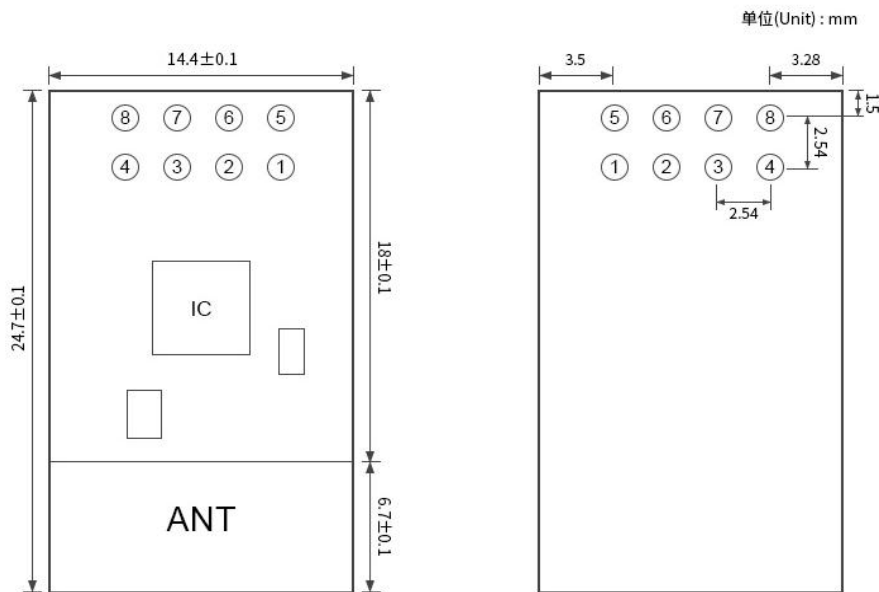 单位(Unit) : mm
14.4±0.1
3.5
3.28
1.5
8 7 6 5
5 6 7 8
2.54
4 3 2 1
1 2 3 4
2.54
18±0.1
24.7±0.1
IC
ANT
6.7±0.1